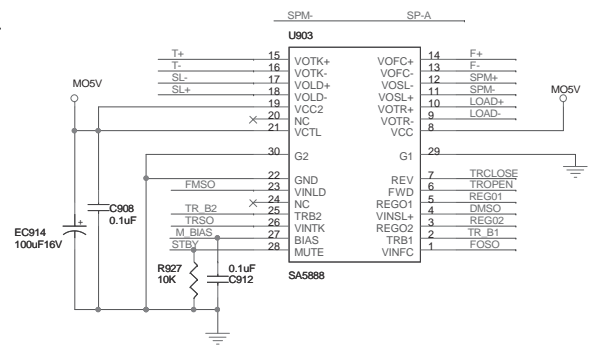 SPM- SP-A
U903
T+ 15 VOTK+ VOFC+ 14 F+
T- 16 VOTK- VOFC- 13 F-
SL- 17 VOLD+ VOSL- 12 SPM+
SL+ 18 VOLD- VOSL+ 11 SPM-
MO5V 19 VCC2 VOTR+ 10 LOAD+ MO5V
20 NC VOTR- 9 LOAD-
21 VCTL VCC 8
30 G2 G1 29
22 GND REV 7 TRCLOSE
FMSO 23 VINLD FWD 6 TROPEN
24 NC REGO1 5 REG01
C908 TR_B2 25 TRB2 VINSL+ 4 DMSO
0.1uF TRSO 26 VINTK REGO2 3 REG02
EC914 M_BIAS 27 BIAS TRB1 2 TR_B1
100uF16V STBY 28 MUTE VINFC 1 FOSO
+
R927 0.1uF SA5888
10K C912